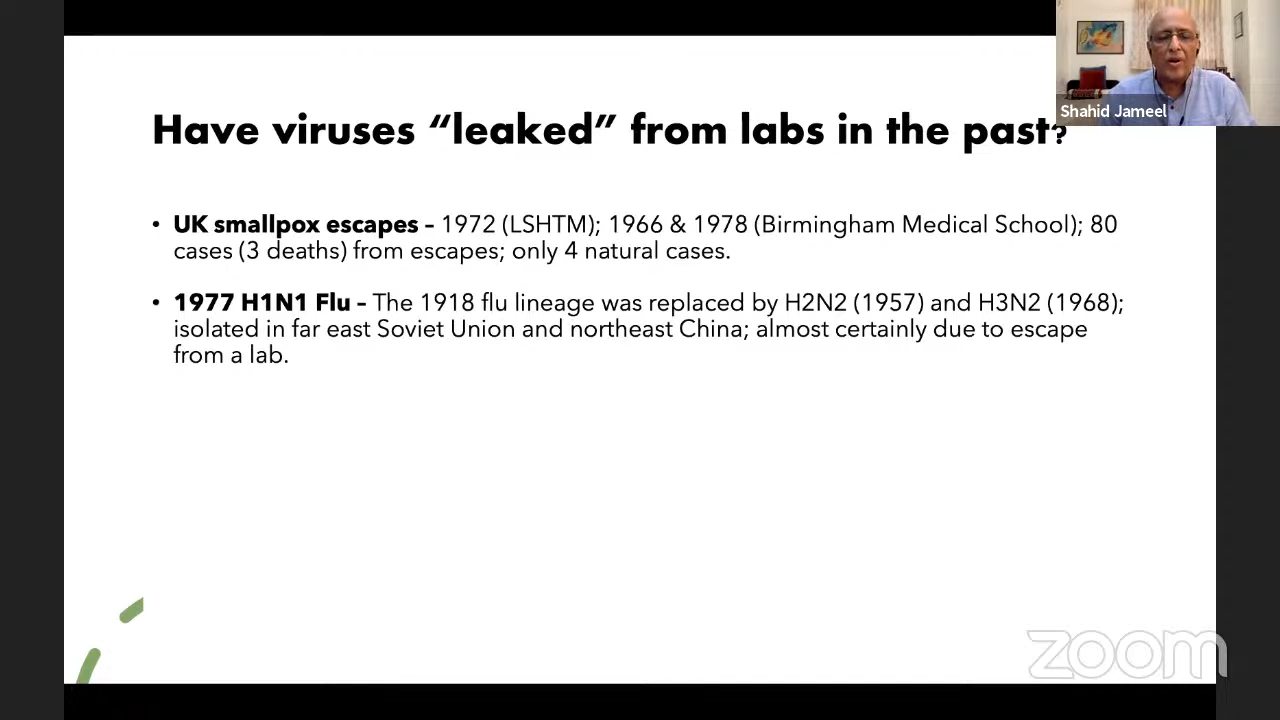 Shahid Jameel
Have viruses “leaked” from labs in the past?
• UK smallpox escapes – 1972 (LSHTM); 1966 & 1978 (Birmingham Medical School); 80
cases (3 deaths) from escapes; only 4 natural cases.
• 1977 H1N1 Flu – The 1918 flu lineage was replaced by H2N2 (1957) and H3N2 (1968);
isolated in far east Soviet Union and northeast China; almost certainly due to escape
from a lab.
zoom